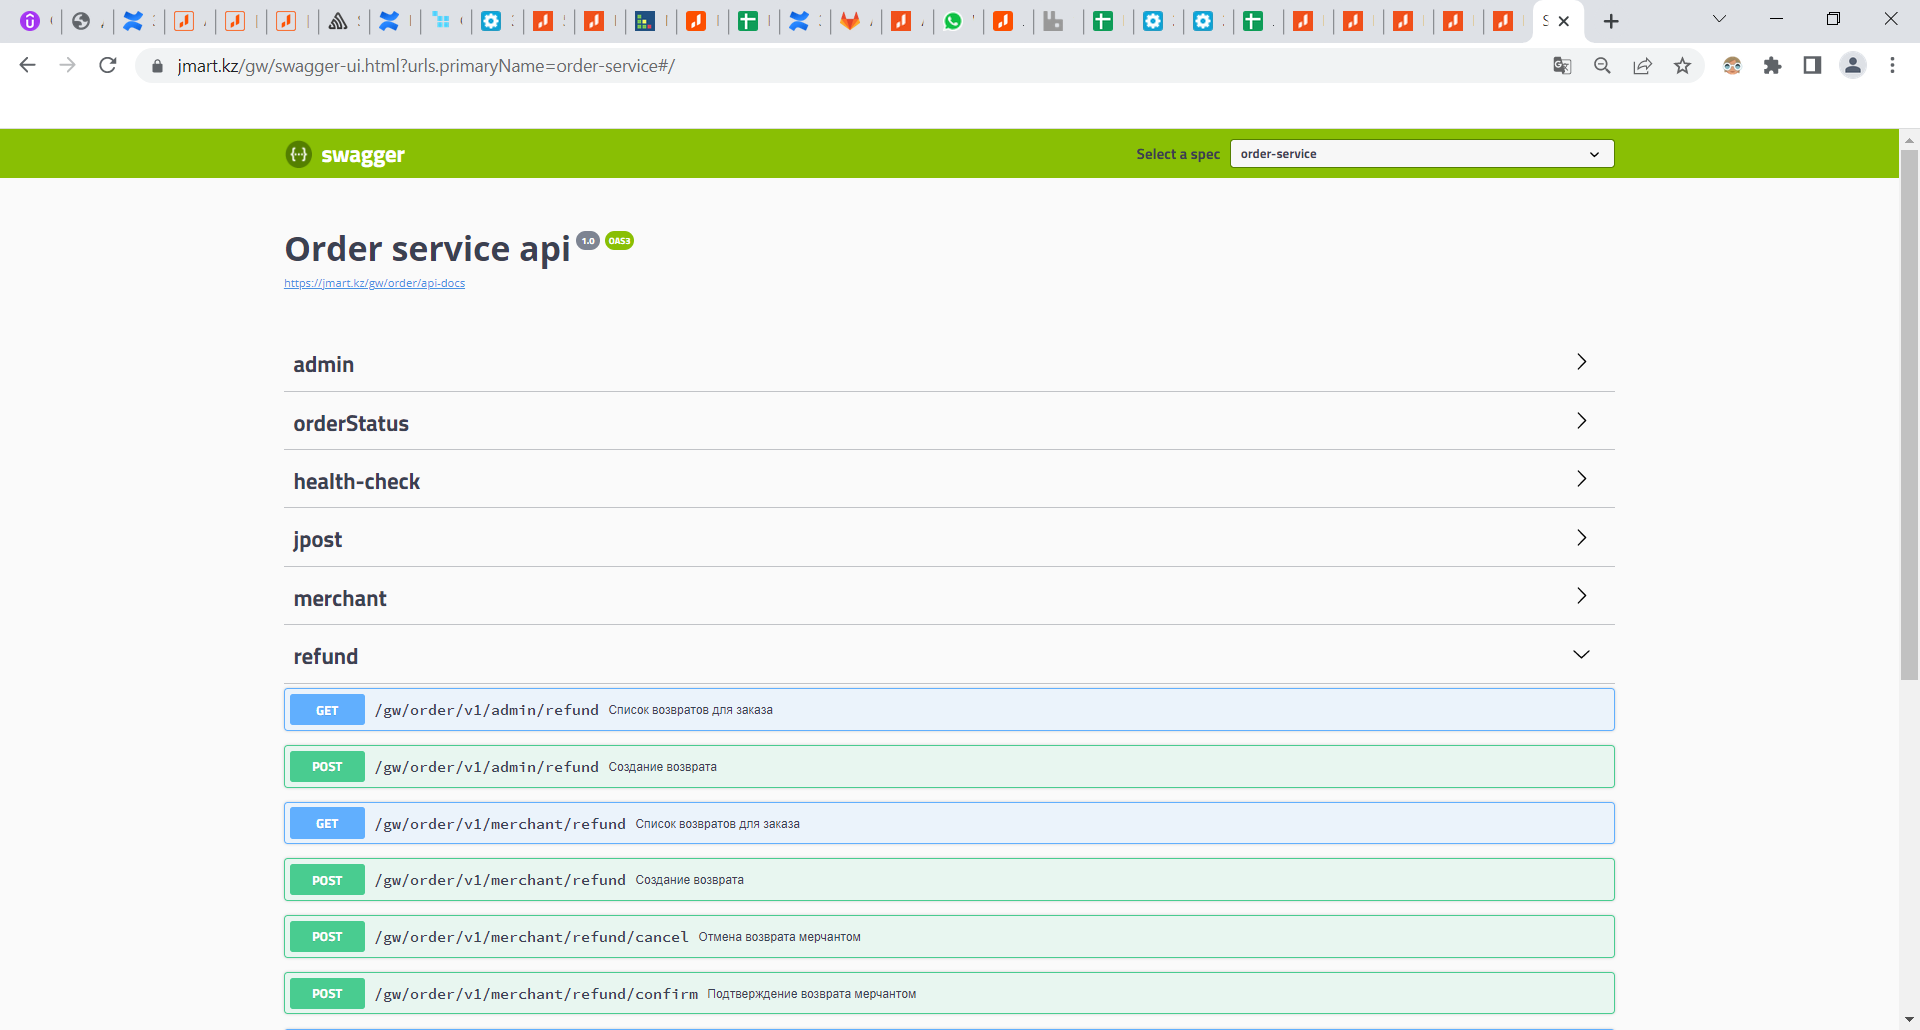 jmart.kz/gw/swagger-ui.html?urls.primaryName=order-service#/
swagger
Select a spec
order-service
Order service api 1.0 OAS3
https://jmart.kz/gw/order/api-docs
admin
orderStatus
health-check
jpost
merchant
refund
GET /gw/order/v1/admin/refund Список возвратов для заказа
POST /gw/order/v1/admin/refund Создание возврата
GET /gw/order/v1/merchant/refund Список возвратов для заказа
POST /gw/order/v1/merchant/refund Создание возврата
POST /gw/order/v1/merchant/refund/cancel Отмена возврата мерчантом
POST /gw/order/v1/merchant/refund/confirm Подтверждение возврата мерчантом